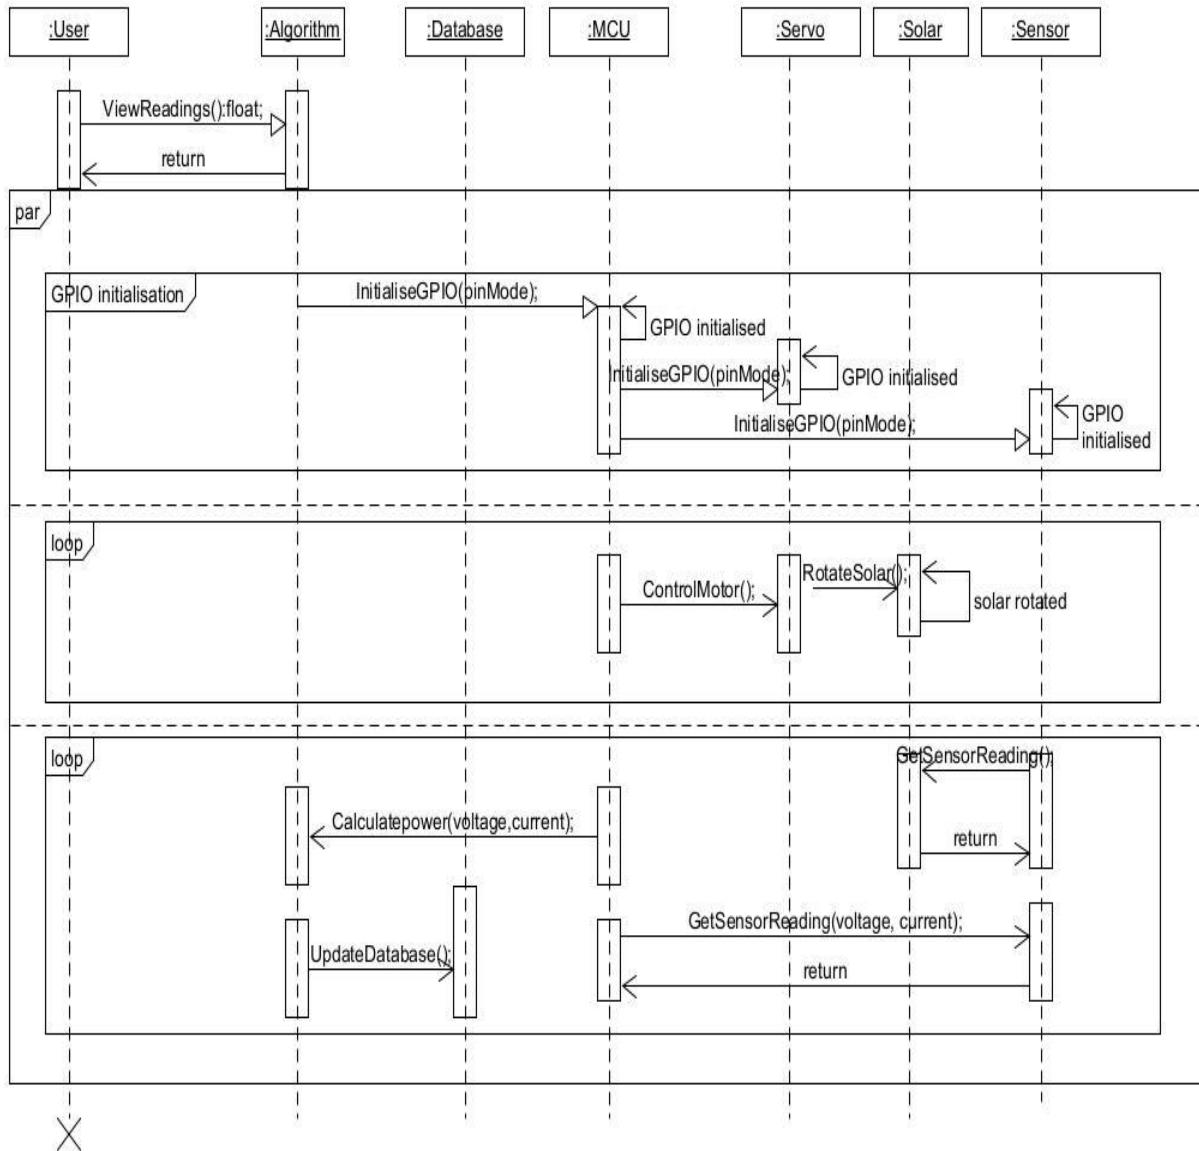 :User
:Algorithm
:Database
:MCU
:Servo
:Solar
:Sensor
ViewReadings():float;
return
par
GPIO initialisation
InitialiseGPIO(pinMode);
GPIO initialised
InitialiseGPIO(pinMode);
GPIO initialised
InitialiseGPIO(pinMode);
GPIO
initialised
loop
RotateSolar();
ControlMotor();
solar rotated
loop
GetSensorReading();
Calculatepower(voltage,current);
return
GetSensorReading(voltage, current);
UpdateDatabase();
return